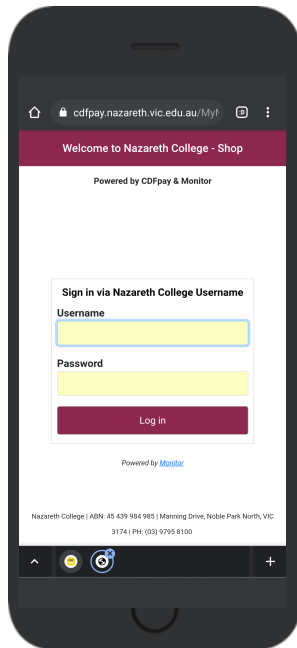 cdfpay.nazareth.vic.edu.au/My
:D
Welcome to Nazareth College - Shop
Powered by CDFpay & Monitor
Sign in via Nazareth College Username
Username
Password
Log in
Powered by Monitor
Nazareth College | ABN: 45 439 984 985 | Manning Drive, Noble Park North, VIC
3174 | PH: (03) 9795 8100